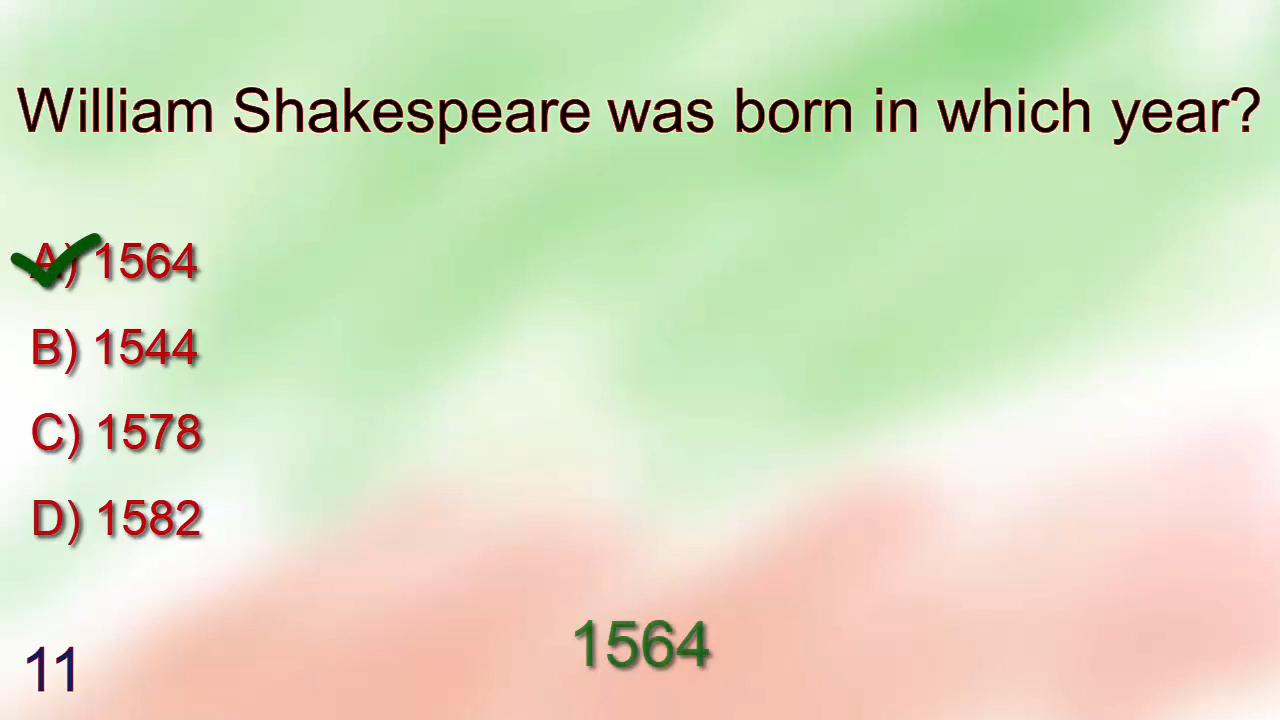 William Shakespeare was born in which year?
A) 1564
B) 1544
C) 1578
D) 1582
1564
11